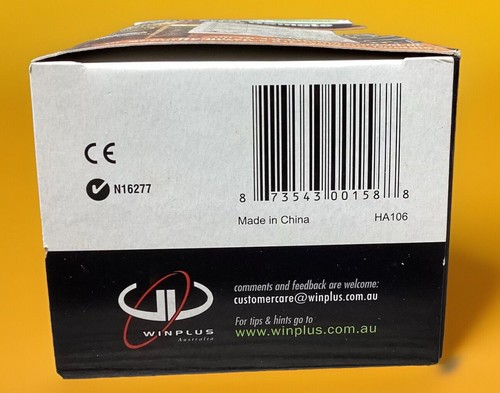 CE
N16277
8 73543 00158 8
Made in China
HA106
comments and feedback are welcome:
customercare@winplus.com.au
For tips & hints go to
www.winplus.com.au
WINPLUS
Australia